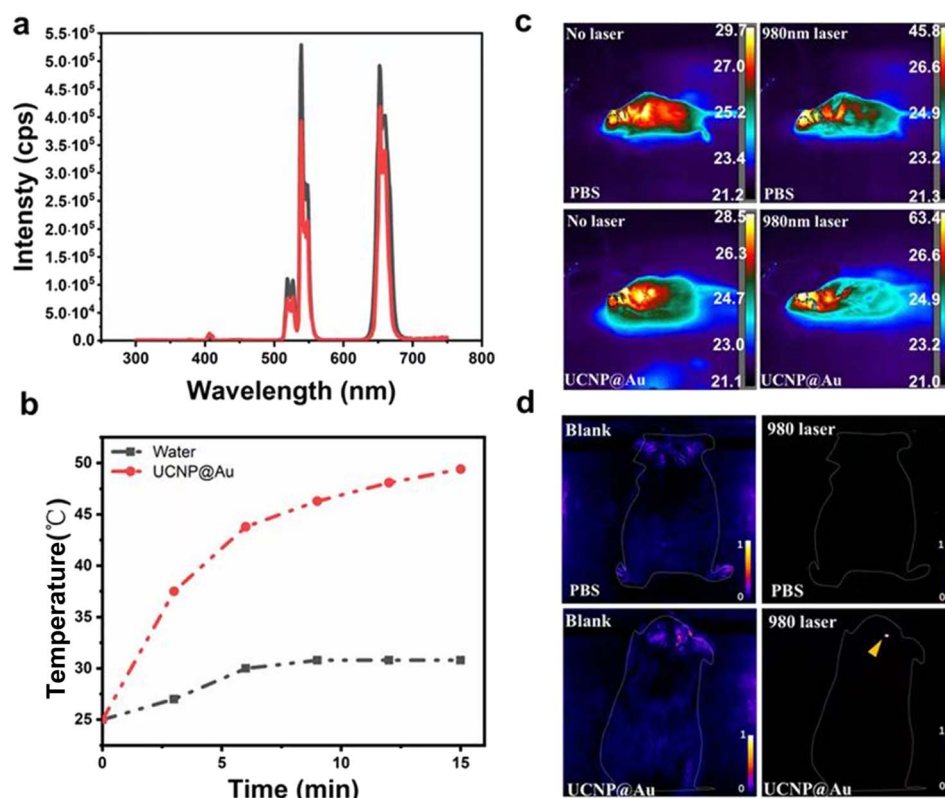 a
5.5·10⁵
5.0·10⁵
4.5·10⁵
4.0·10⁵
3.5·10⁵
3.0·10⁵
2.5·10⁵
2.0·10⁵
1.5·10⁵
1.0·10⁵
5.0·10⁴
0.0
Intensty (cps)
300 400 500 600 700 800
Wavelength (nm)
b
Water
UCNP@Au
50
45
40
35
30
25
Temperature(℃)
0 5 10 15
Time (min)
c
No laser
29.7
27.0
25.2
23.4
21.2
PBS
980nm laser
45.8
26.6
24.9
23.2
21.3
PBS
No laser
28.5
26.3
24.7
23.0
21.1
UCNP@Au
980nm laser
63.4
26.6
24.9
23.2
21.0
UCNP@Au
d
Blank
1
0
PBS
980 laser
1
0
PBS
Blank
1
0
UCNP@Au
980 laser
1
0
UCNP@Au